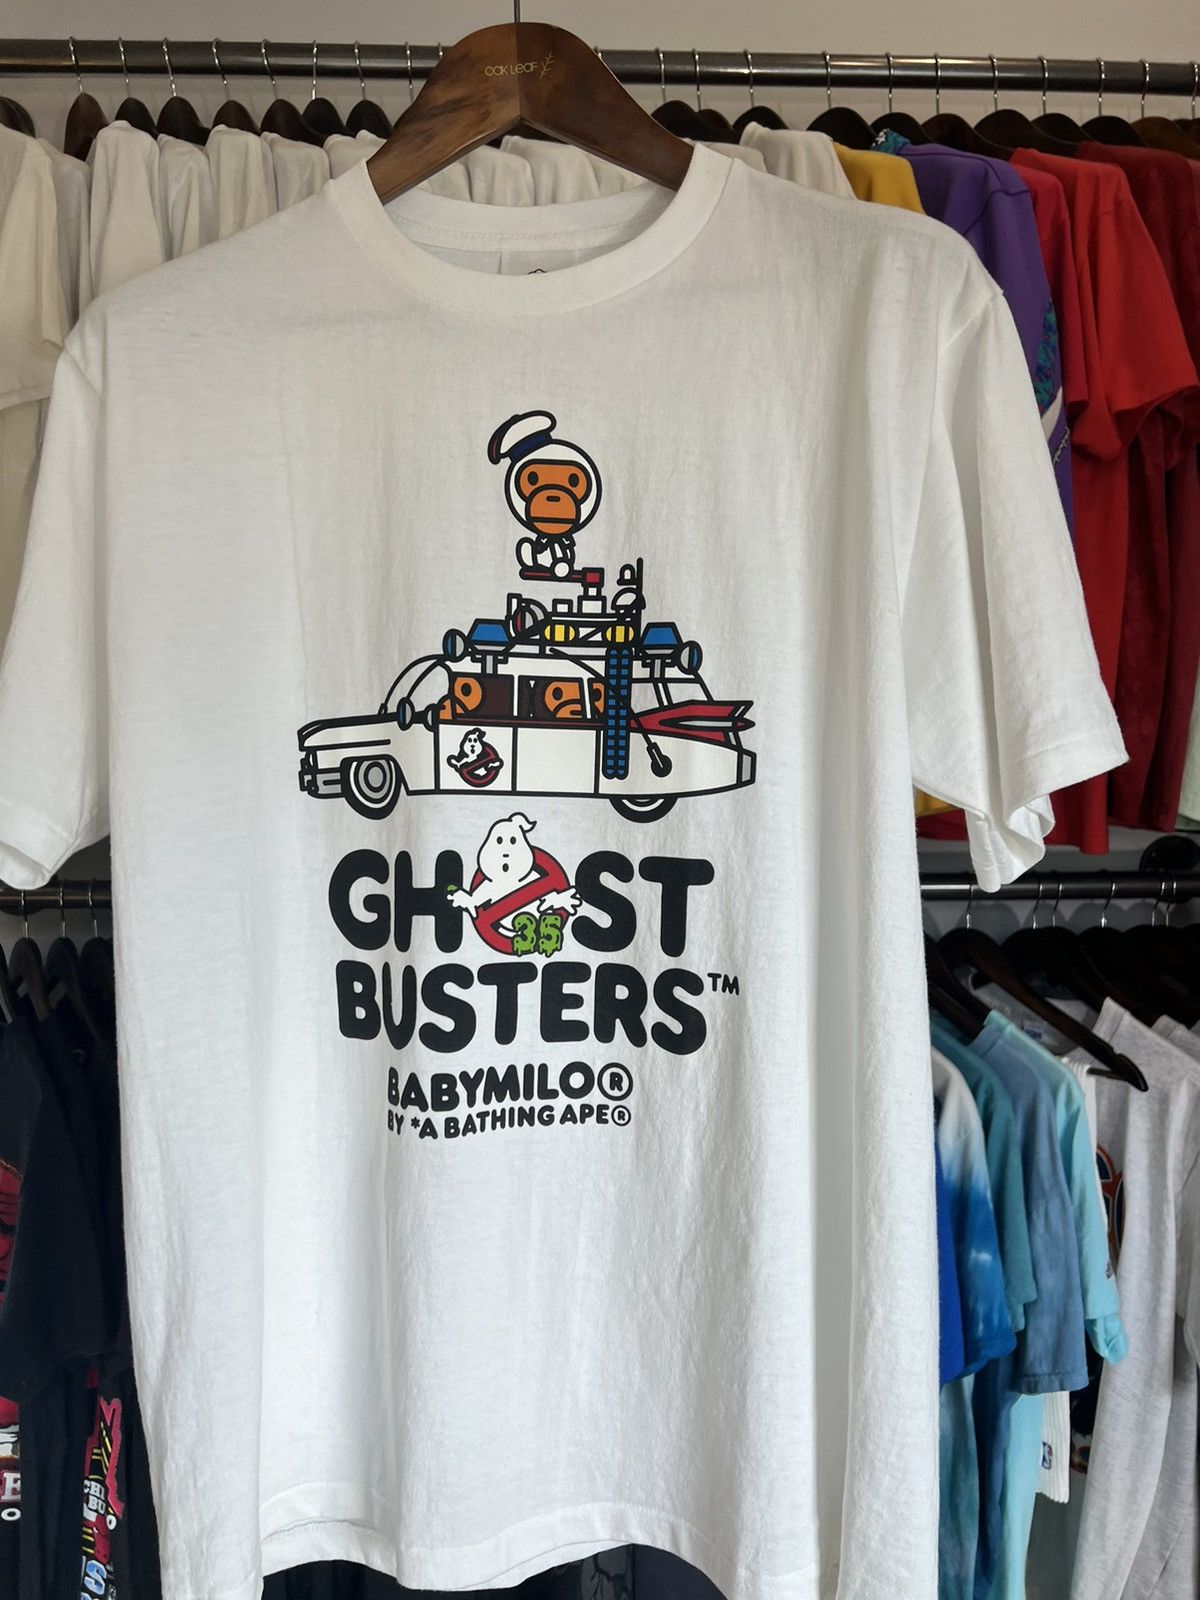 OAK LEAF
GHOST
35
BUSTERS™
BABYMILO®
BY *A BATHING APE®